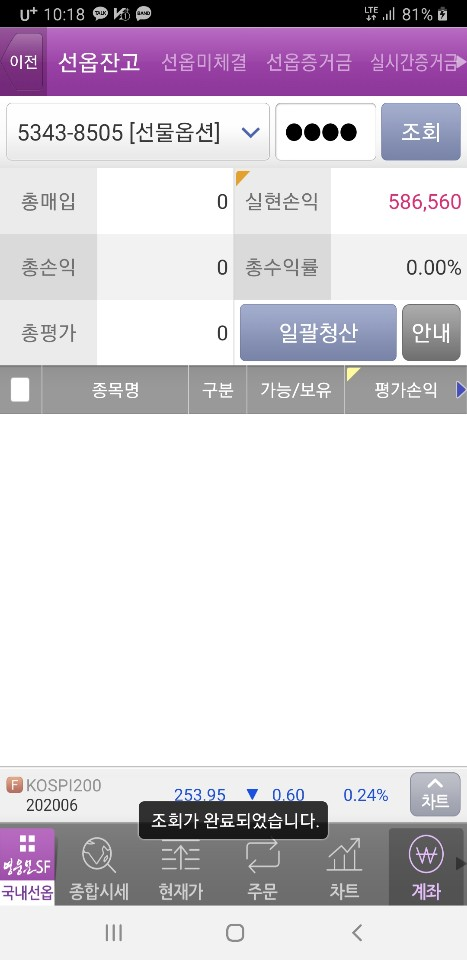 U+ 10:18 TALK BAND LTE 81%
이전 선옵잔고 선옵미체결 선옵증거금 실시간증거금
5343-8505 [선물옵션] ●●●● 조회
총매입 0 실현손익 586,560
총손익 0 총수익률 0.00%
총평가 0 일괄청산 안내
종목명 구분 가능/보유 평가손익
F KOSPI200
202006 253.95 ▼ 0.60 0.24% 차트
조회가 완료되었습니다.
영웅문SF
국내선옵 종합시세 현재가 주문 차트 계좌